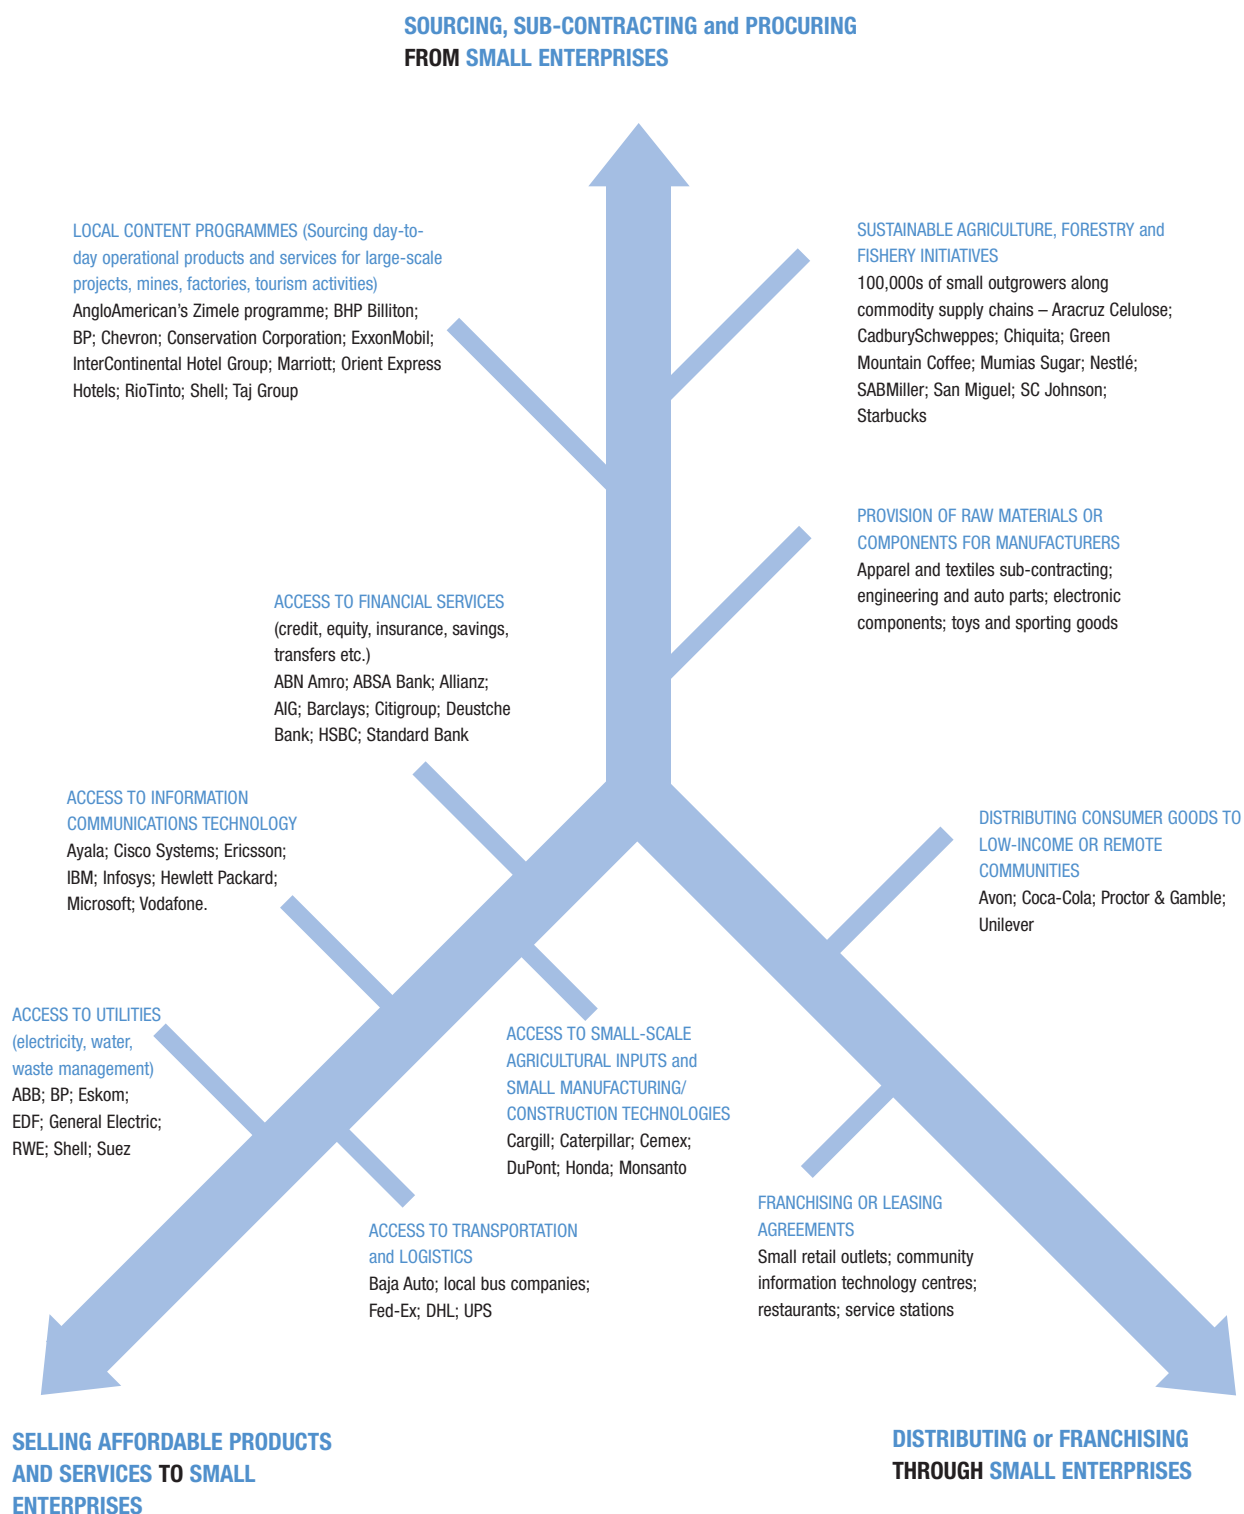 SOURCING, SUB-CONTRACTING and PROCURING
FROM SMALL ENTERPRISES
LOCAL CONTENT PROGRAMMES (Sourcing day-to-
day operational products and services for large-scale
projects, mines, factories, tourism activities)
AngloAmerican's Zimele programme; BHP Billiton;
BP; Chevron; Conservation Corporation; ExxonMobil;
InterContinental Hotel Group; Marriott; Orient Express
Hotels; RioTinto; Shell; Taj Group
SUSTAINABLE AGRICULTURE, FORESTRY and
FISHERY INITIATIVES
100,000s of small outgrowers along
commodity supply chains – Aracruz Celulose;
CadburySchweppes; Chiquita; Green
Mountain Coffee; Mumias Sugar; Nestlé;
SABMiller; San Miguel; SC Johnson;
Starbucks
PROVISION OF RAW MATERIALS OR
COMPONENTS FOR MANUFACTURERS
Apparel and textiles sub-contracting;
engineering and auto parts; electronic
components; toys and sporting goods
ACCESS TO FINANCIAL SERVICES
(credit, equity, insurance, savings,
transfers etc.)
ABN Amro; ABSA Bank; Allianz;
AIG; Barclays; Citigroup; Deustche
Bank; HSBC; Standard Bank
ACCESS TO INFORMATION
COMMUNICATIONS TECHNOLOGY
Ayala; Cisco Systems; Ericsson;
IBM; Infosys; Hewlett Packard;
Microsoft; Vodafone.
DISTRIBUTING CONSUMER GOODS TO
LOW-INCOME OR REMOTE
COMMUNITIES
Avon; Coca-Cola; Proctor & Gamble;
Unilever
ACCESS TO UTILITIES
(electricity, water,
waste management)
ABB; BP; Eskom;
EDF; General Electric;
RWE; Shell; Suez
ACCESS TO SMALL-SCALE
AGRICULTURAL INPUTS and
SMALL MANUFACTURING/
CONSTRUCTION TECHNOLOGIES
Cargill; Caterpillar; Cemex;
DuPont; Honda; Monsanto
ACCESS TO TRANSPORTATION
and LOGISTICS
Baja Auto; local bus companies;
Fed-Ex; DHL; UPS
FRANCHISING OR LEASING
AGREEMENTS
Small retail outlets; community
information technology centres;
restaurants; service stations
SELLING AFFORDABLE PRODUCTS
AND SERVICES TO SMALL
ENTERPRISES
DISTRIBUTING or FRANCHISING
THROUGH SMALL ENTERPRISES